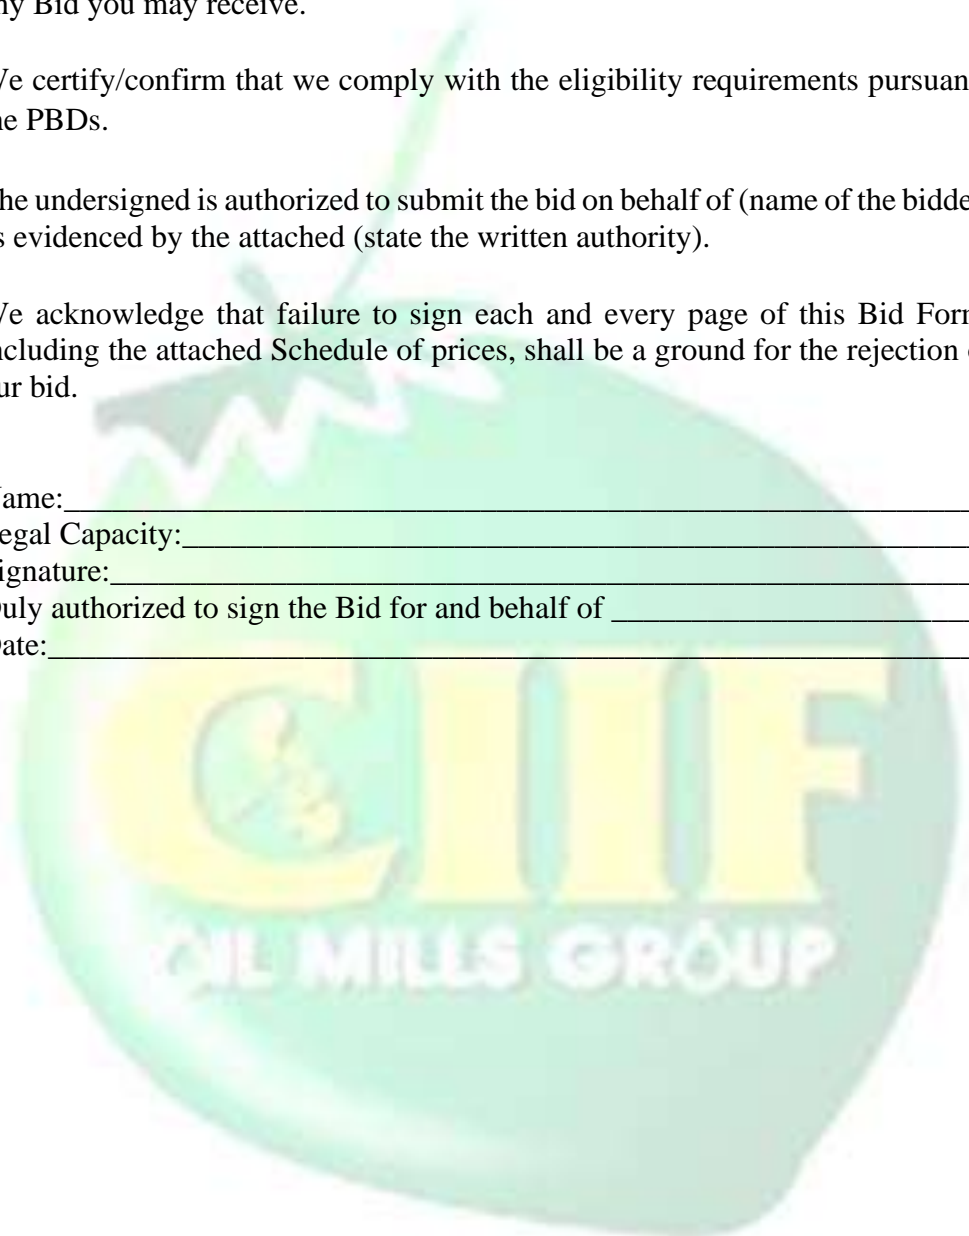 ny Bid you may receive.
We certify/confirm that we comply with the eligibility requirements pursuan
he PBDs.
he undersigned is authorized to submit the bid on behalf of (name of the bidde
s evidenced by the attached (state the written authority).
We acknowledge that failure to sign each and every page of this Bid Form
ncluding the attached Schedule of prices, shall be a ground for the rejection
ur bid.
Name:
egal Capacity:
ignature:
Duly authorized to sign the Bid for and behalf of
Date:
CIIF
OIL MILLS GROUP